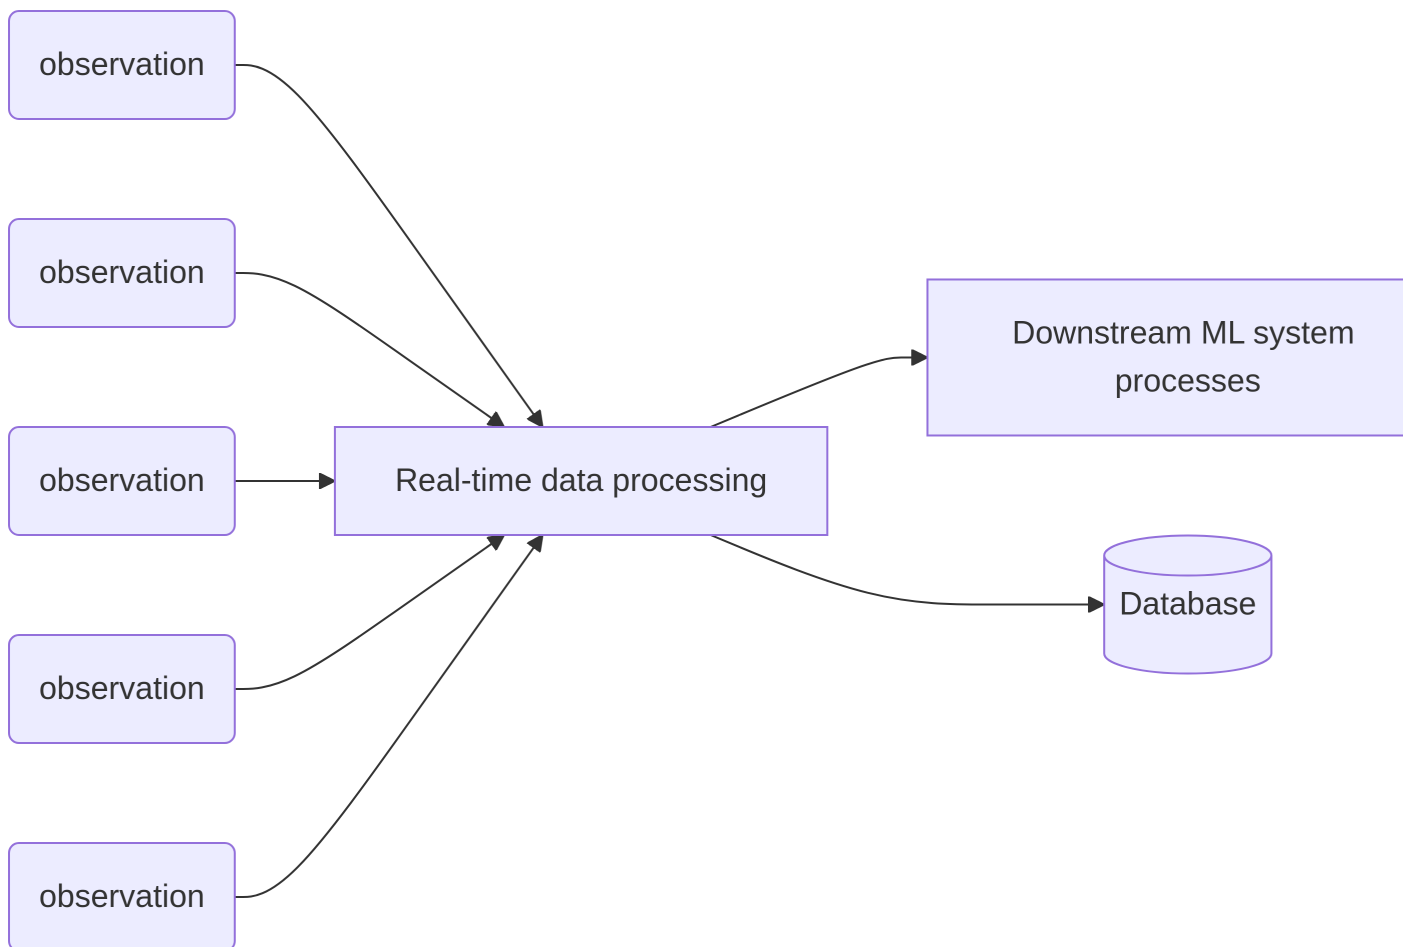 observation
observation
observation
observation
observation
Real-time data processing
Downstream ML system
processes
Database